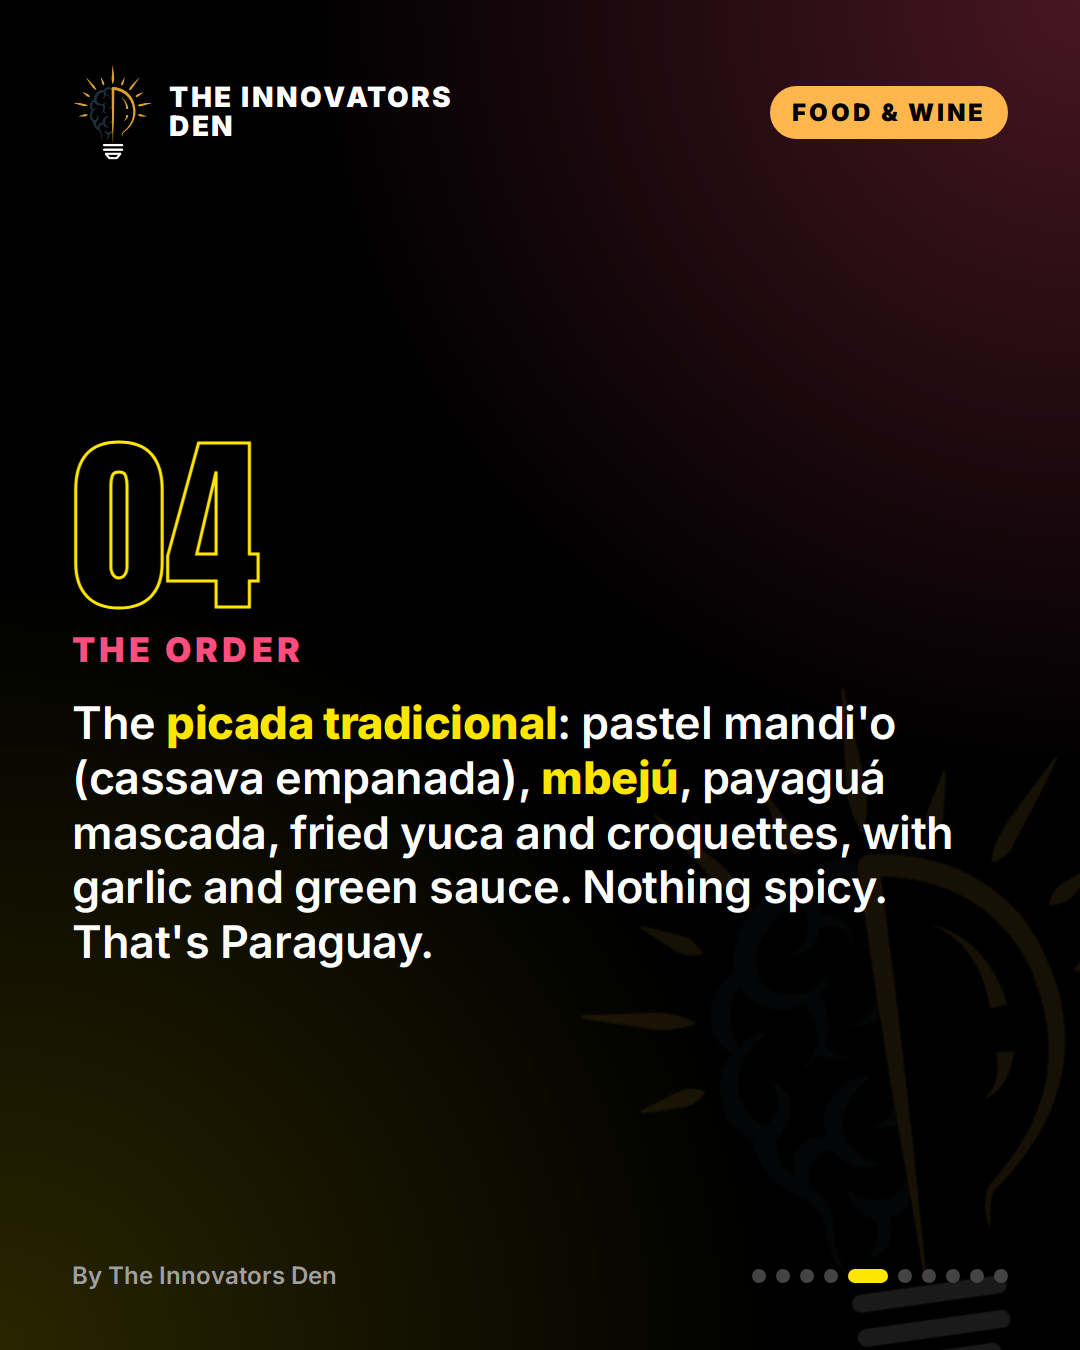 THE INNOVATORS
DEN
FOOD & WINE
04
THE ORDER
The picada tradicional: pastel mandi'o
(cassava empanada), mbejú, payaguá
mascada, fried yuca and croquettes, with
garlic and green sauce. Nothing spicy.
That's Paraguay.
By The Innovators Den